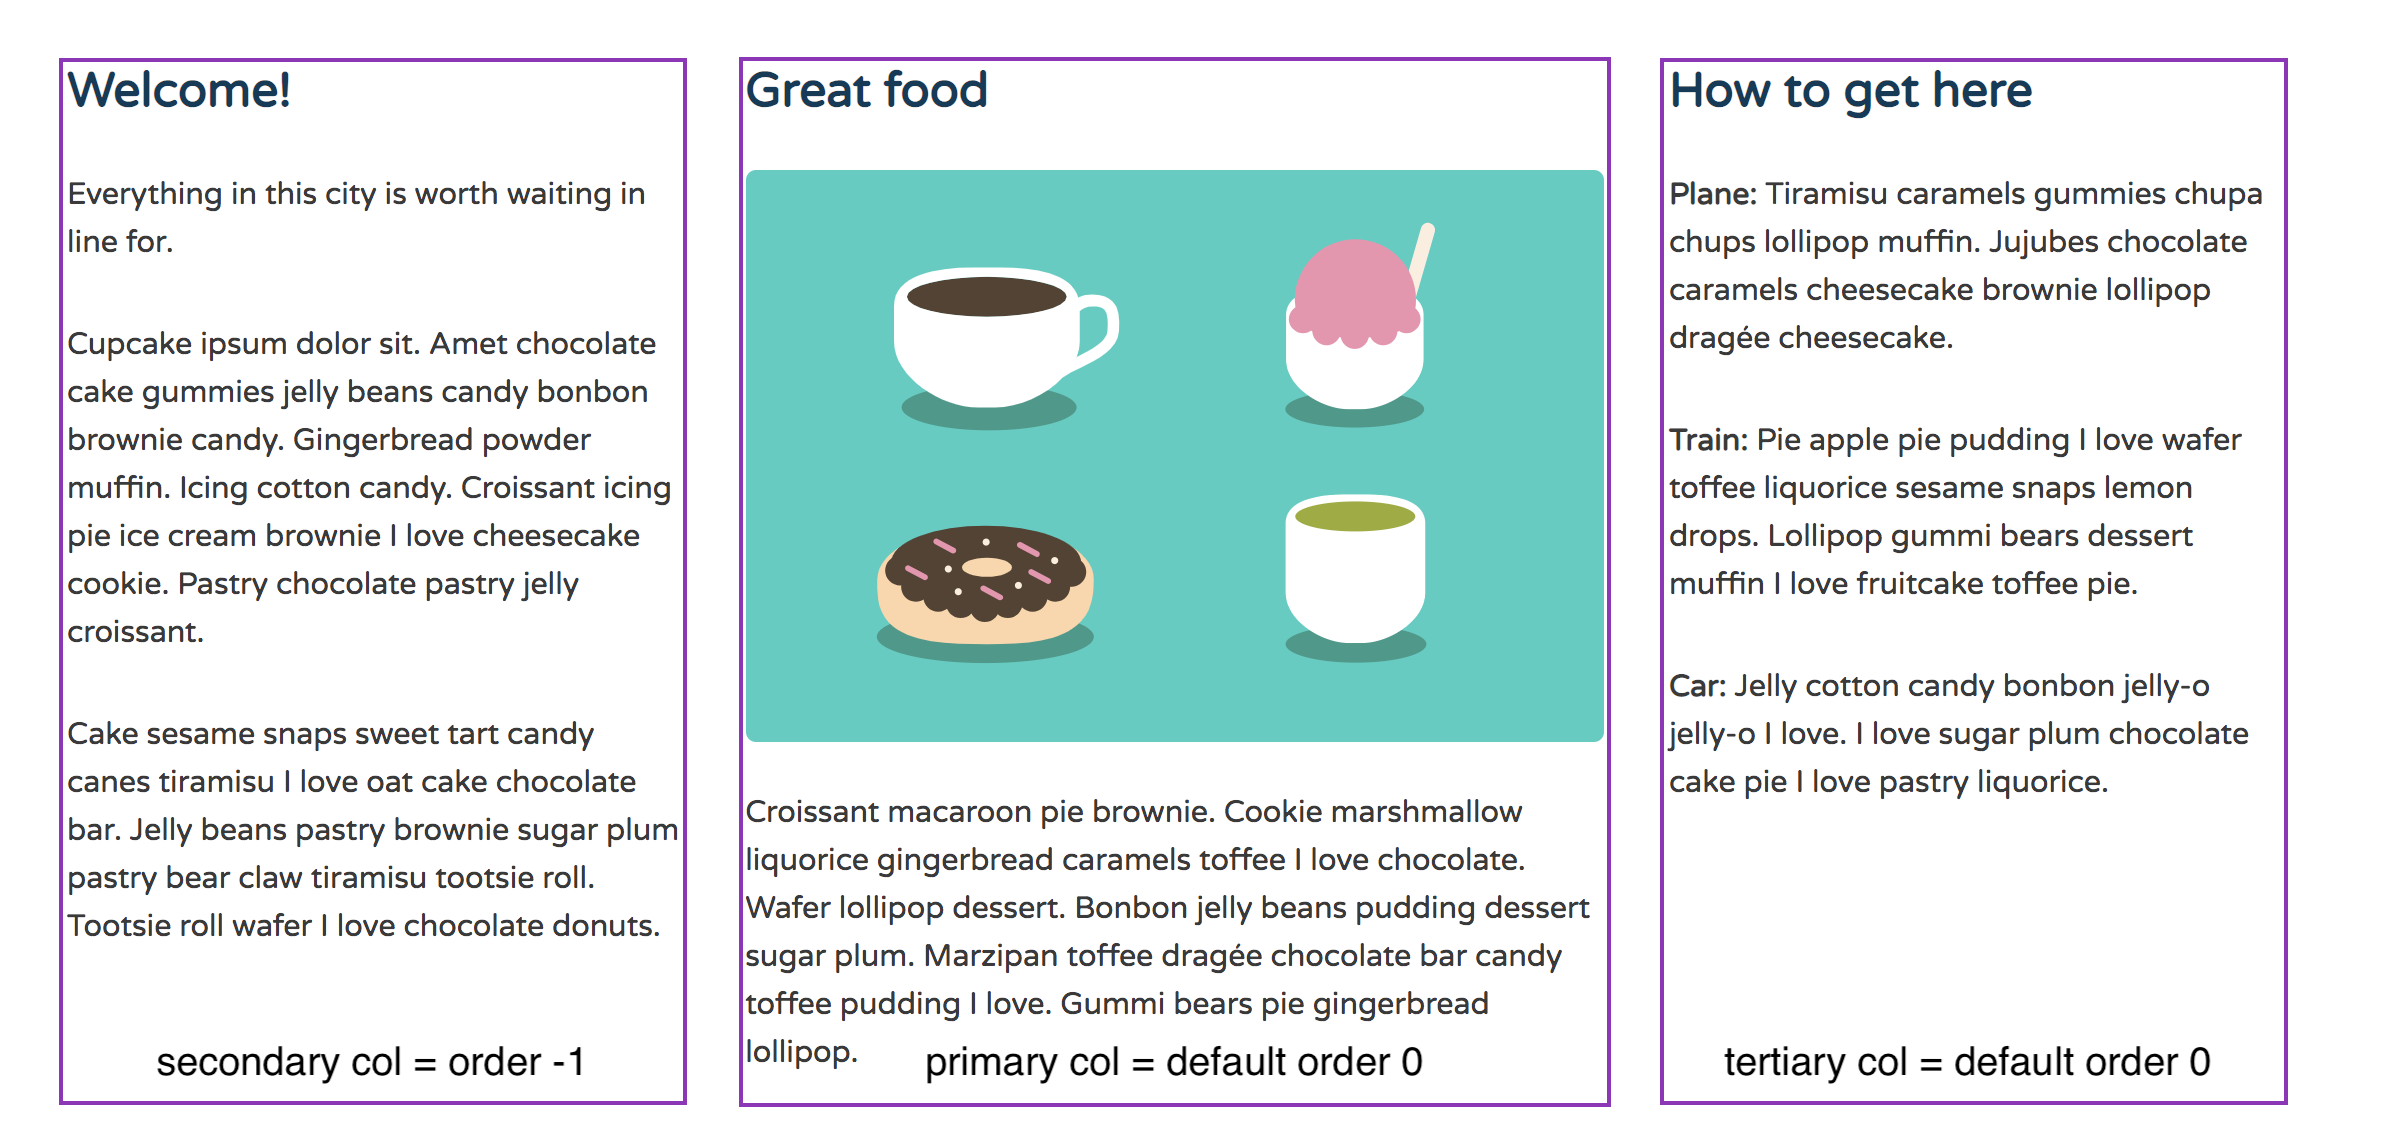 Welcome!
Everything in this city is worth waiting in
line for.
Cupcake ipsum dolor sit. Amet chocolate
cake gummies jelly beans candy bonbon
brownie candy. Gingerbread powder
muffin. Icing cotton candy. Croissant icing
pie ice cream brownie I love cheesecake
cookie. Pastry chocolate pastry jelly
croissant.
Cake sesame snaps sweet tart candy
canes tiramisu I love oat cake chocolate
bar. Jelly beans pastry brownie sugar plum
pastry bear claw tiramisu tootsie roll.
Tootsie roll wafer I love chocolate donuts.
secondary col = order -1
Great food
Croissant macaroon pie brownie. Cookie marshmallow
liquorice gingerbread caramels toffee I love chocolate.
Wafer lollipop dessert. Bonbon jelly beans pudding dessert
sugar plum. Marzipan toffee dragée chocolate bar candy
toffee pudding I love. Gummi bears pie gingerbread
lollipop.
primary col = default order 0
How to get here
Plane: Tiramisu caramels gummies chupa
chups lollipop muffin. Jujubes chocolate
caramels cheesecake brownie lollipop
dragée cheesecake.
Train: Pie apple pie pudding I love wafer
toffee liquorice sesame snaps lemon
drops. Lollipop gummi bears dessert
muffin I love fruitcake toffee pie.
Car: Jelly cotton candy bonbon jelly-o
jelly-o I love. I love sugar plum chocolate
cake pie I love pastry liquorice.
tertiary col = default order 0